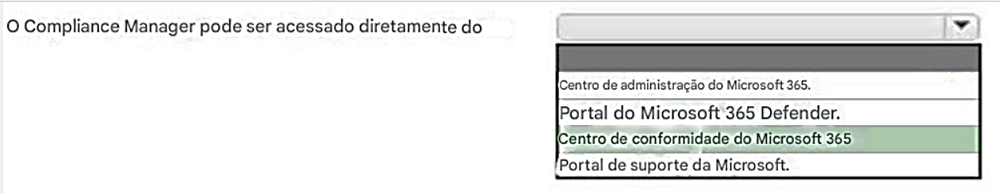 O Compliance Manager pode ser acessado diretamente do
Centro de administração do Microsoft 365.
Portal do Microsoft 365 Defender.
Centro de conformidade do Microsoft 365
Portal de suporte da Microsoft.